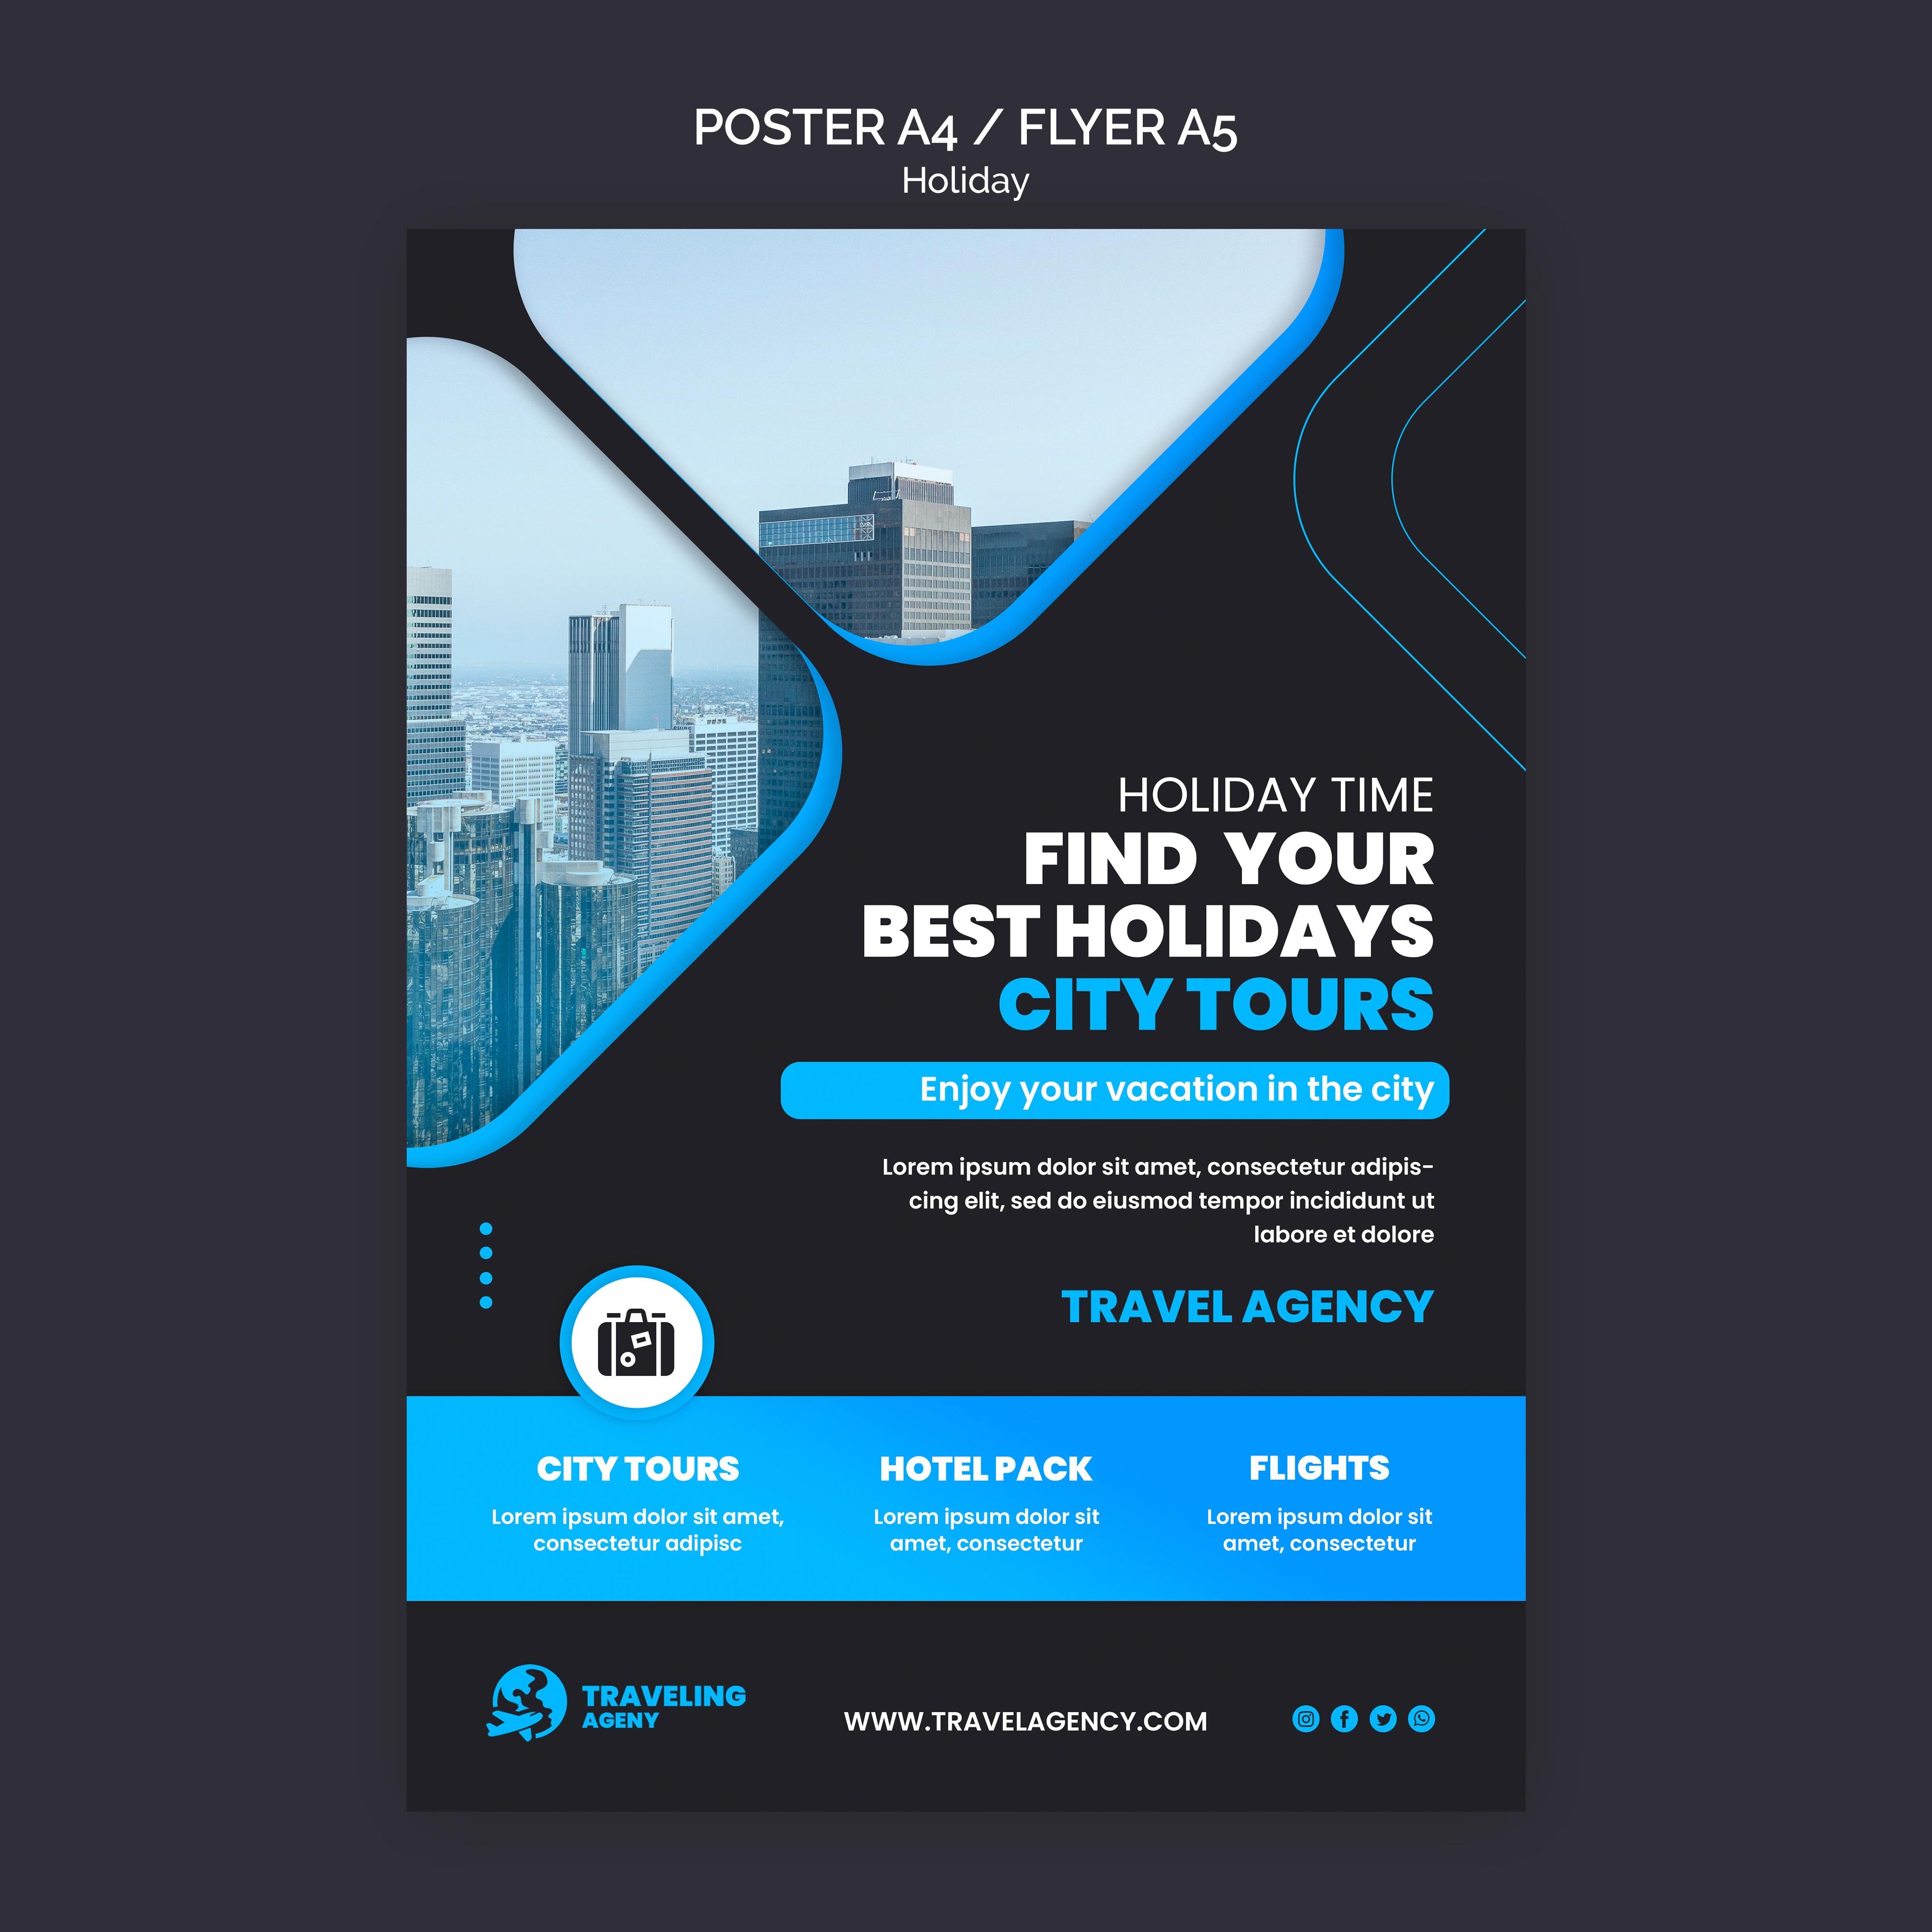 POSTER A4 / FLYER A5
Holiday
HOLIDAY TIME
FIND YOUR
BEST HOLIDAYS
CITY TOURS
Enjoy your vacation in the city
Lorem ipsum dolor sit amet, consectetur adipis-
cing elit, sed do eiusmod tempor incididunt ut
labore et dolore
TRAVEL AGENCY
CITY TOURS
Lorem ipsum dolor sit amet,
consectetur adipisc
HOTEL PACK
Lorem ipsum dolor sit
amet, consectetur
FLIGHTS
Lorem ipsum dolor sit
amet, consectetur
TRAVELING
AGENY
WWW.TRAVELAGENCY.COM